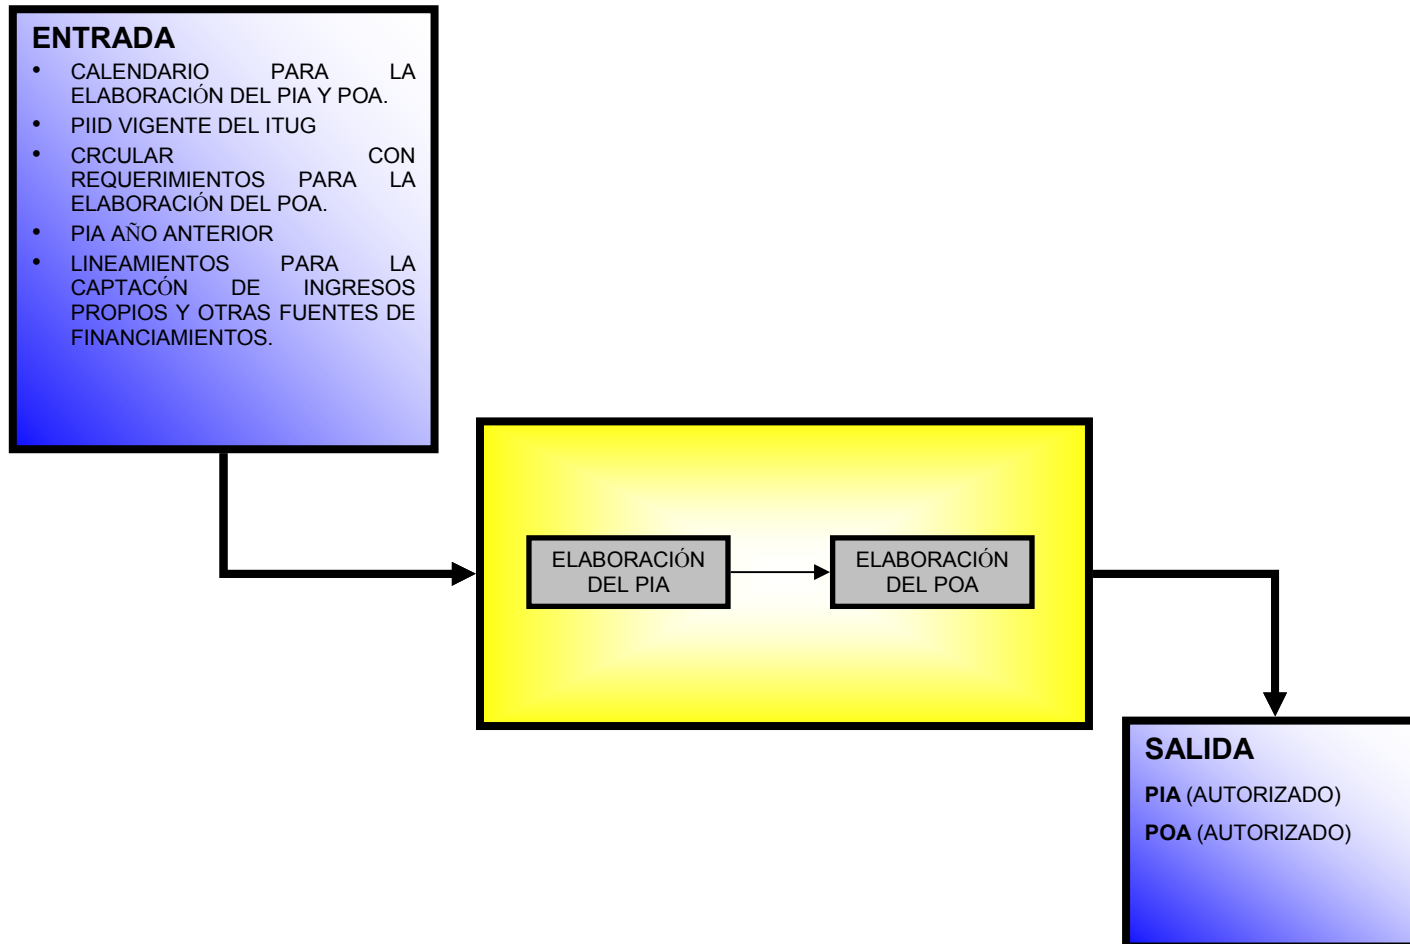 ENTRADA
• CALENDARIO PARA LA
ELABORACIÓN DEL PIA Y POA.
• PIID VIGENTE DEL ITUG
• CRCULAR CON
REQUERIMIENTOS PARA LA
ELABORACIÓN DEL POA.
• PIA AÑO ANTERIOR
• LINEAMIENTOS PARA LA
CAPTACÓN DE INGRESOS
PROPIOS Y OTRAS FUENTES DE
FINANCIAMIENTOS.
ELABORACIÓN
DEL PIA
ELABORACIÓN
DEL POA
SALIDA
PIA (AUTORIZADO)
POA (AUTORIZADO)